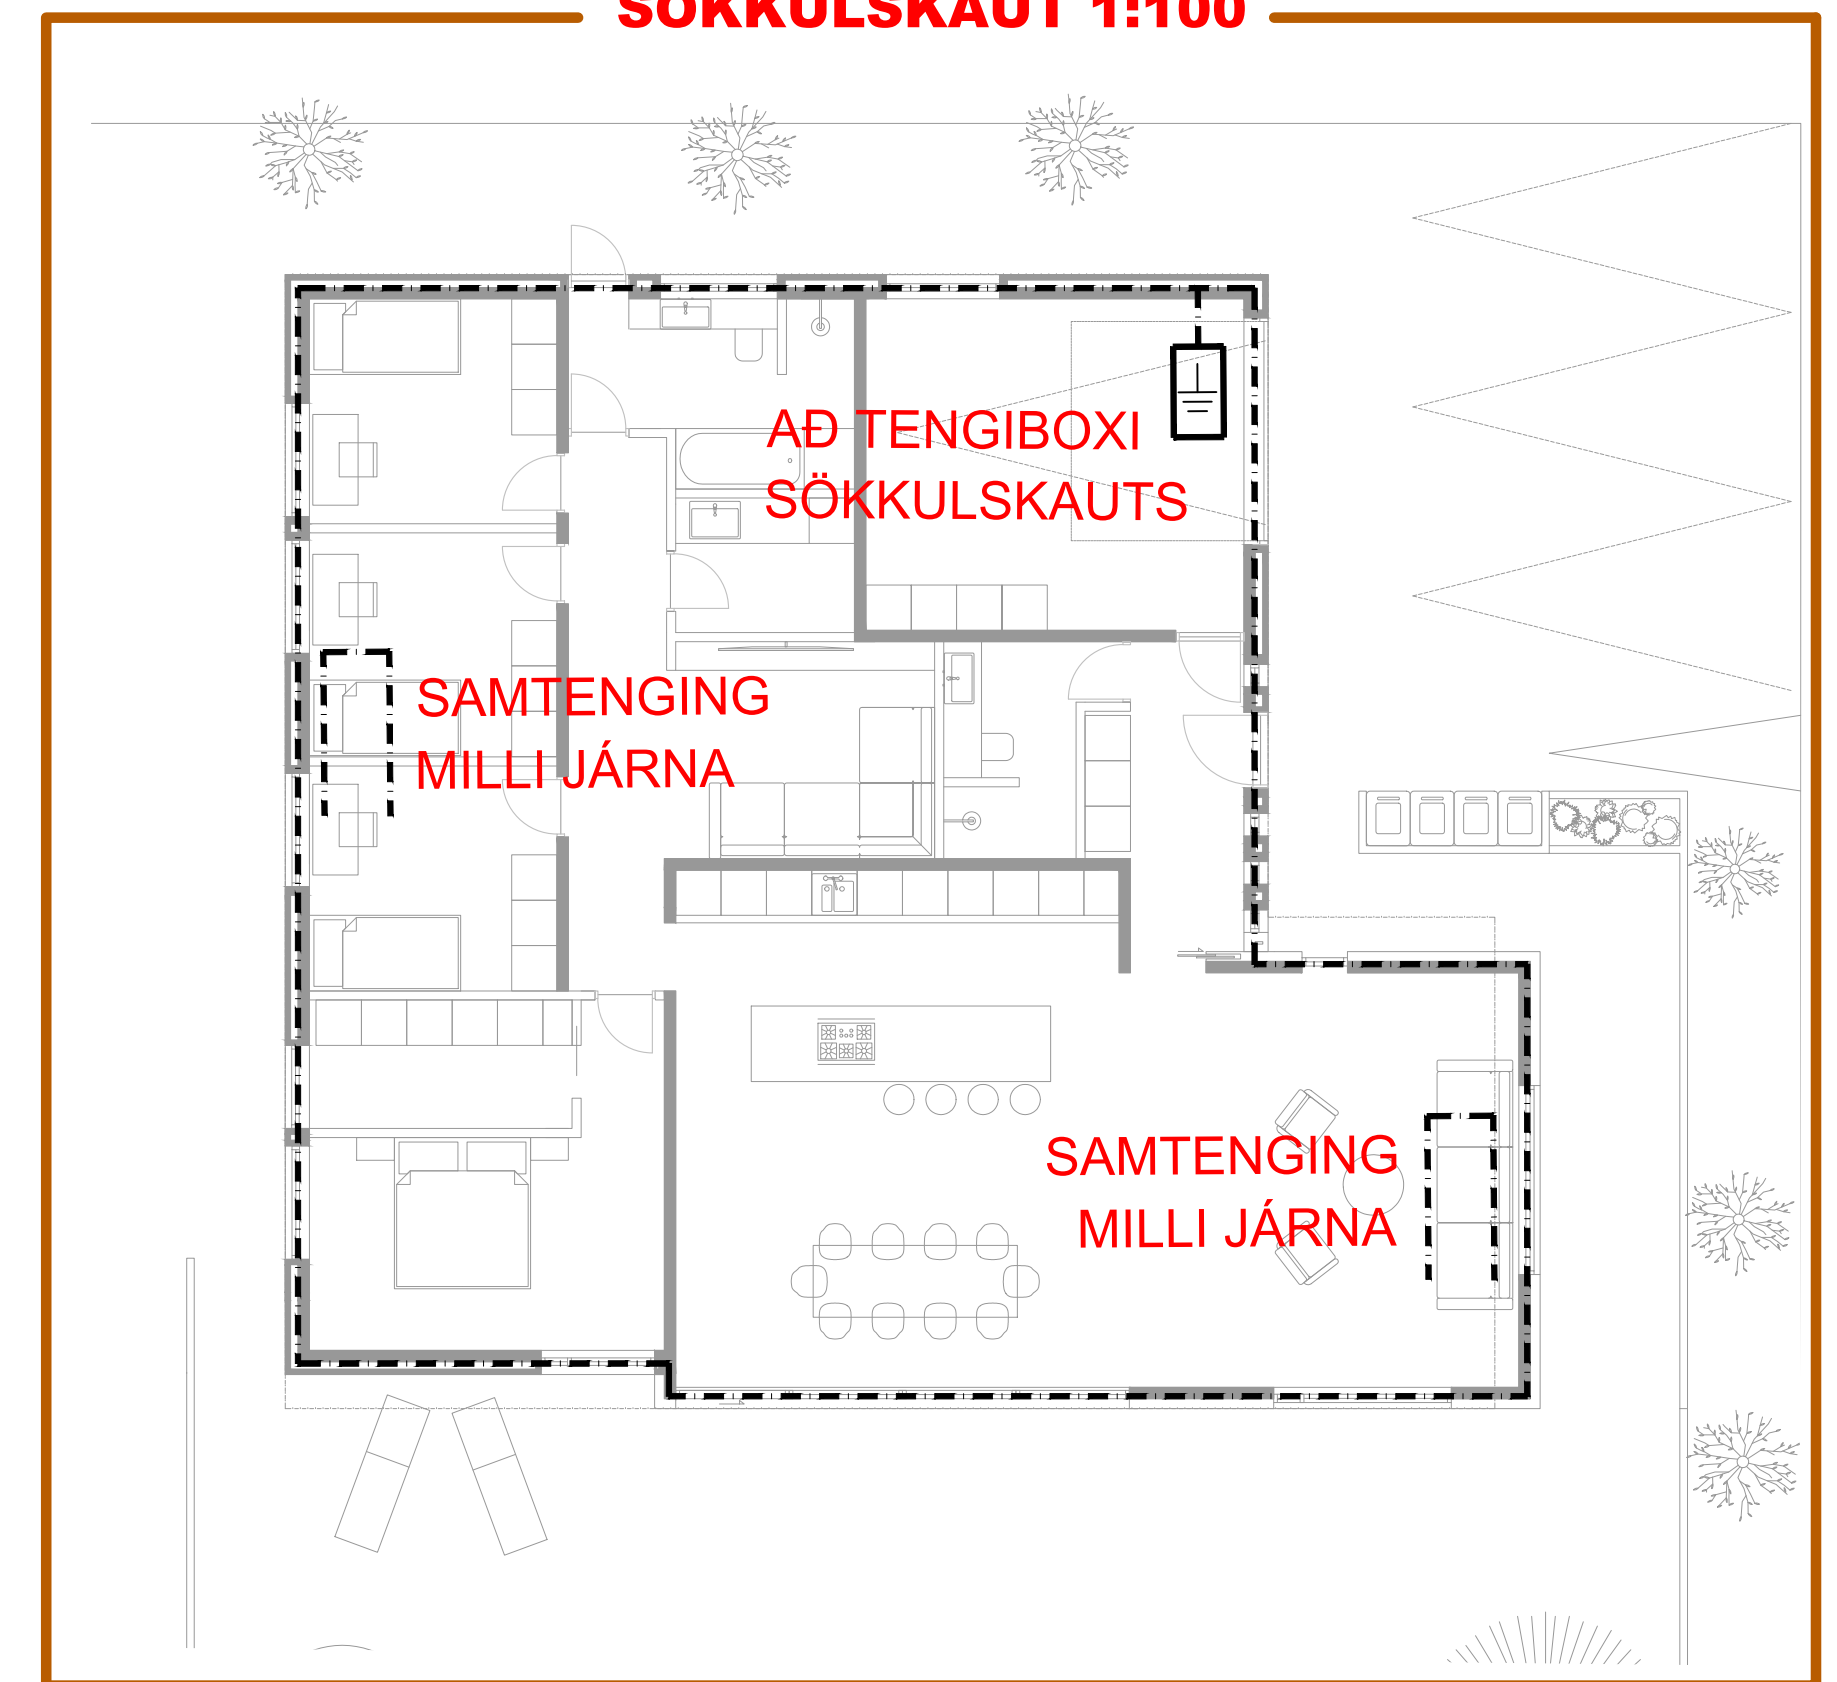 SÖKKULSKAUT 1:100
AÐ TENGIBOXI
SÖKKULSKAUTS
SAMTENGING
MILLI JÁRNA
SAMTENGING
MILLI JÁRNA